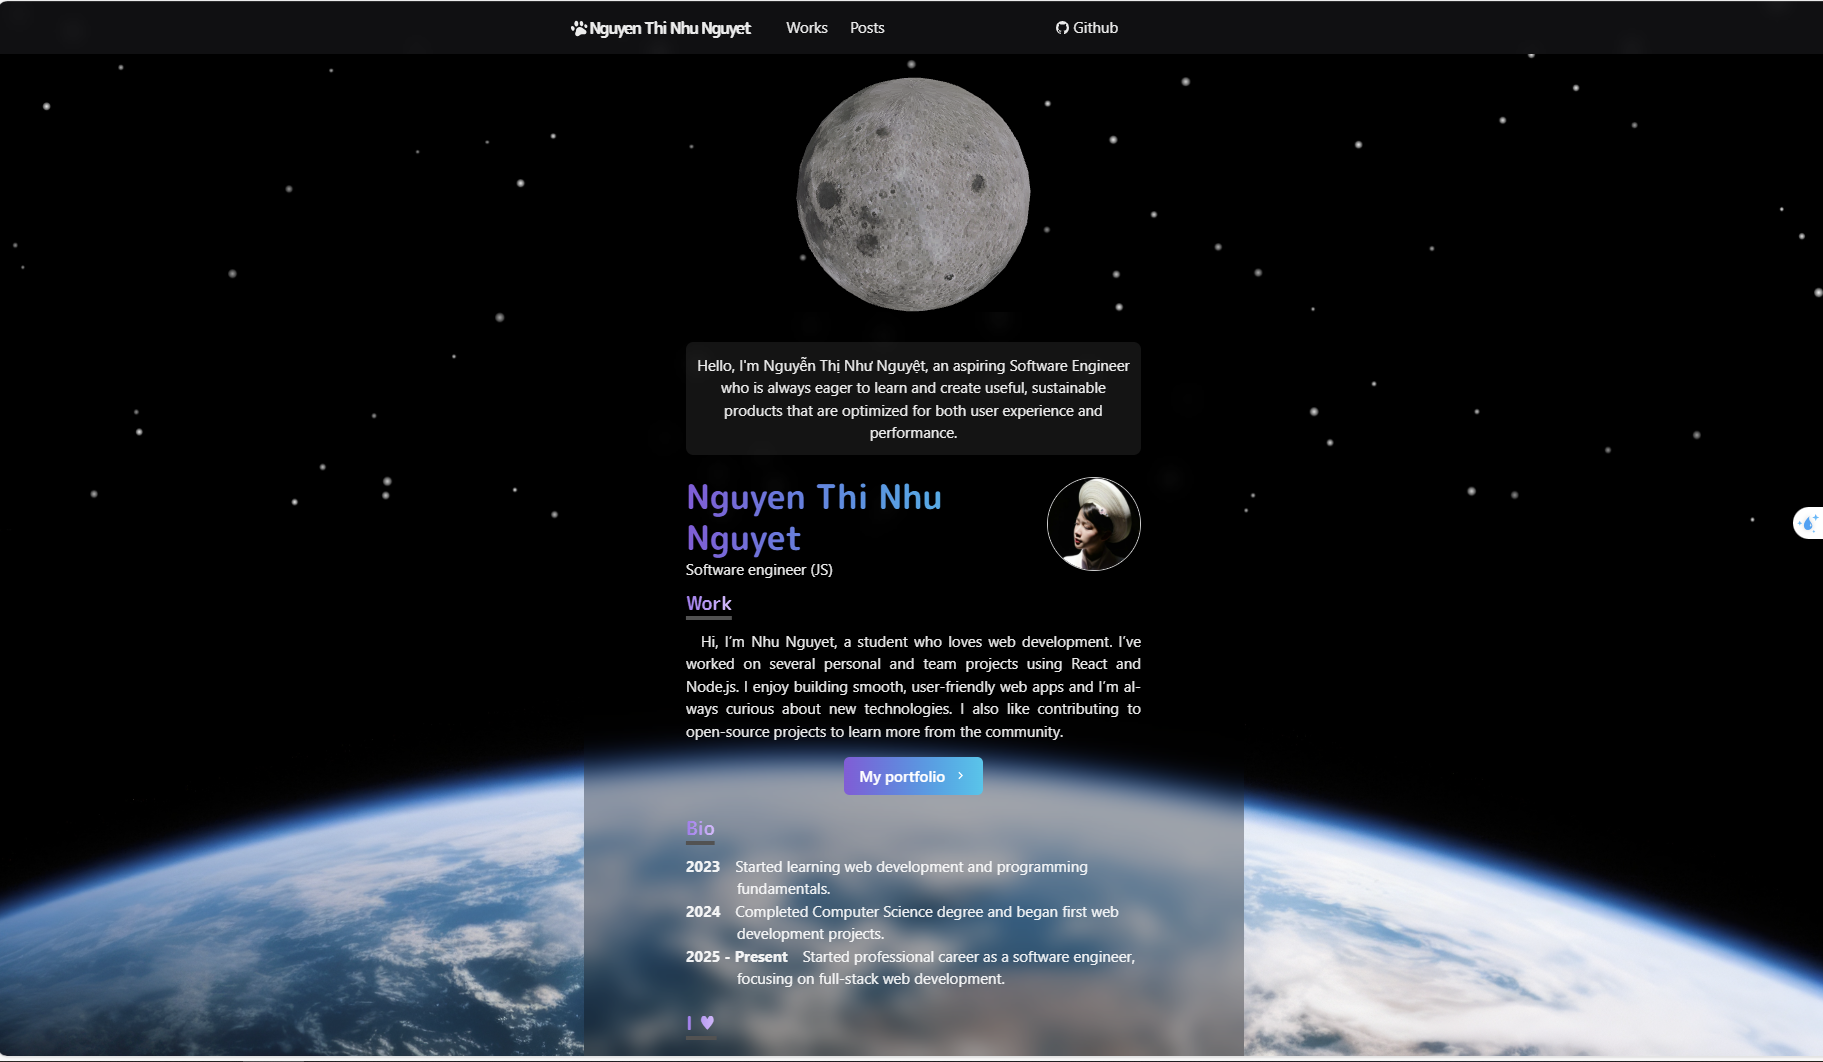 Nguyen Thi Nhu Nguyet Works Posts Github
Hello, I'm Nguyễn Thị Như Nguyệt, an aspiring Software Engineer
who is always eager to learn and create useful, sustainable
products that are optimized for both user experience and
performance.
Nguyen Thi Nhu
Nguyet
Software engineer (JS)
Work
Hi, I’m Nhu Nguyet, a student who loves web development. I’ve
worked on several personal and team projects using React and
Node.js. I enjoy building smooth, user-friendly web apps and I’m al-
ways curious about new technologies. I also like contributing to
open-source projects to learn more from the community.
My portfolio
Bio
2023 Started learning web development and programming
fundamentals.
2024 Completed Computer Science degree and began first web
development projects.
2025 - Present Started professional career as a software engineer,
focusing on full-stack web development.
I ♥